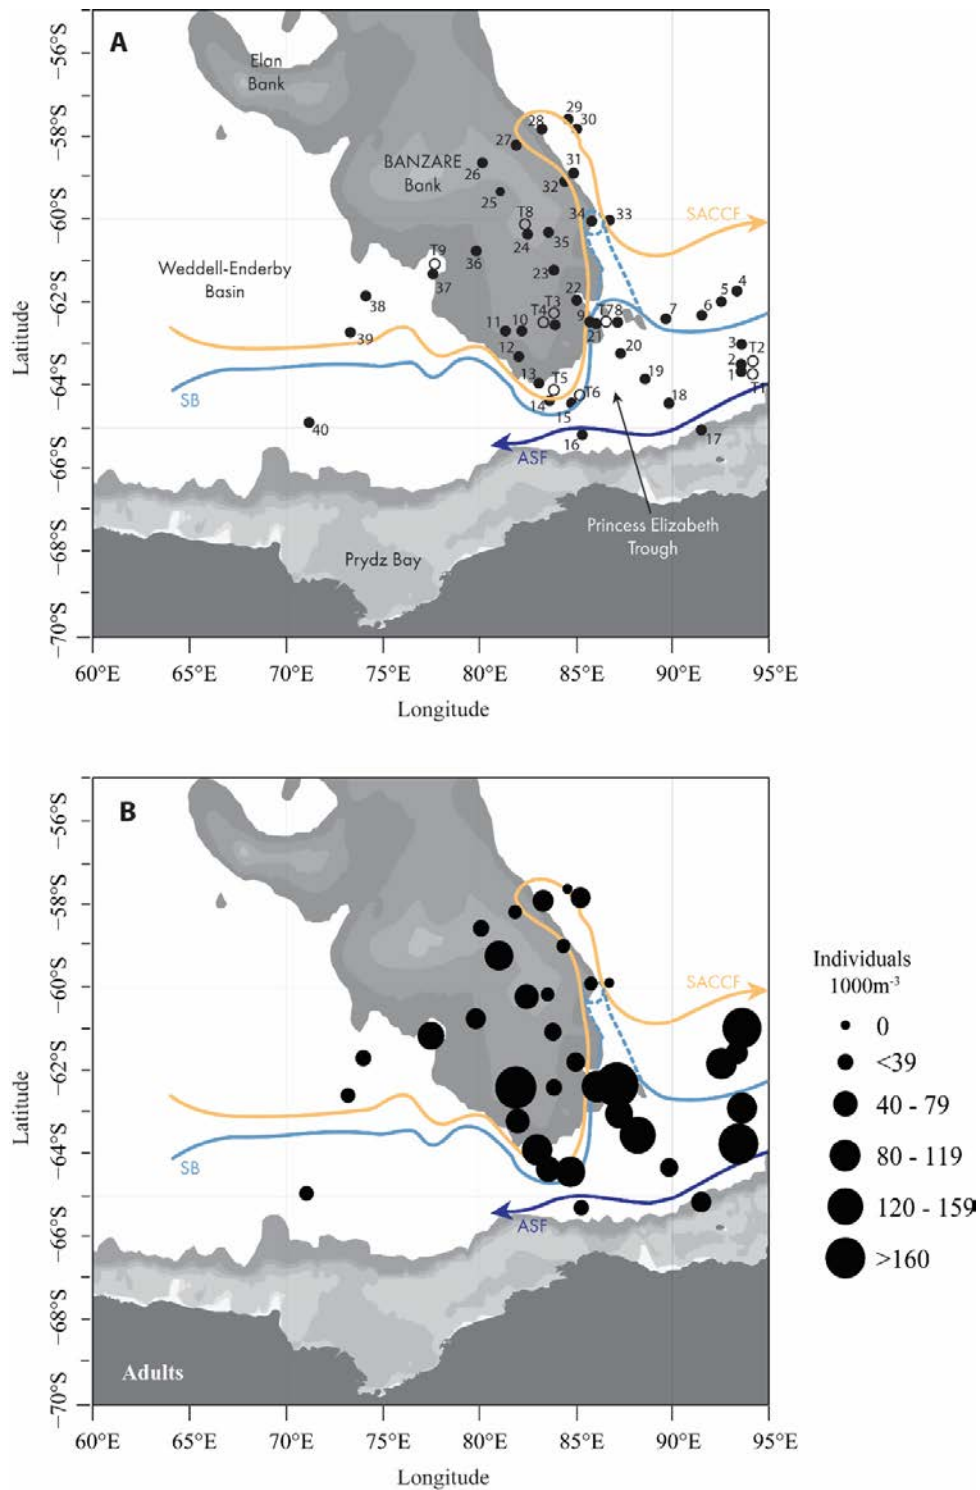 A
Elan
Bank
29
28
30
27
BANZARE
Bank
26
31
32
25
T8
34
33
SACCF
24
35
T9
36
Weddell-Enderby
Basin
23
37
4
38
22
5
T3
6
7
T4
9
T7
8
11
10
21
39
3
12
20
T2
2
13
T5
19
1
SB
T6
T1
14
15
18
40
16
17
ASF
Princess Elizabeth
Trough
Prydz Bay
−56°S
−58°S
−60°S
−62°S
−64°S
−66°S
−68°S
−70°S
Latitude
60°E 65°E 70°E 75°E 80°E 85°E 90°E 95°E
Longitude
B
SACCF
SB
ASF
Adults
−56°S
−58°S
−60°S
−62°S
−64°S
−66°S
−68°S
−70°S
Latitude
60°E 65°E 70°E 75°E 80°E 85°E 90°E 95°E
Longitude
Individuals
1000m⁻³
0
<39
40 - 79
80 - 119
120 - 159
>160